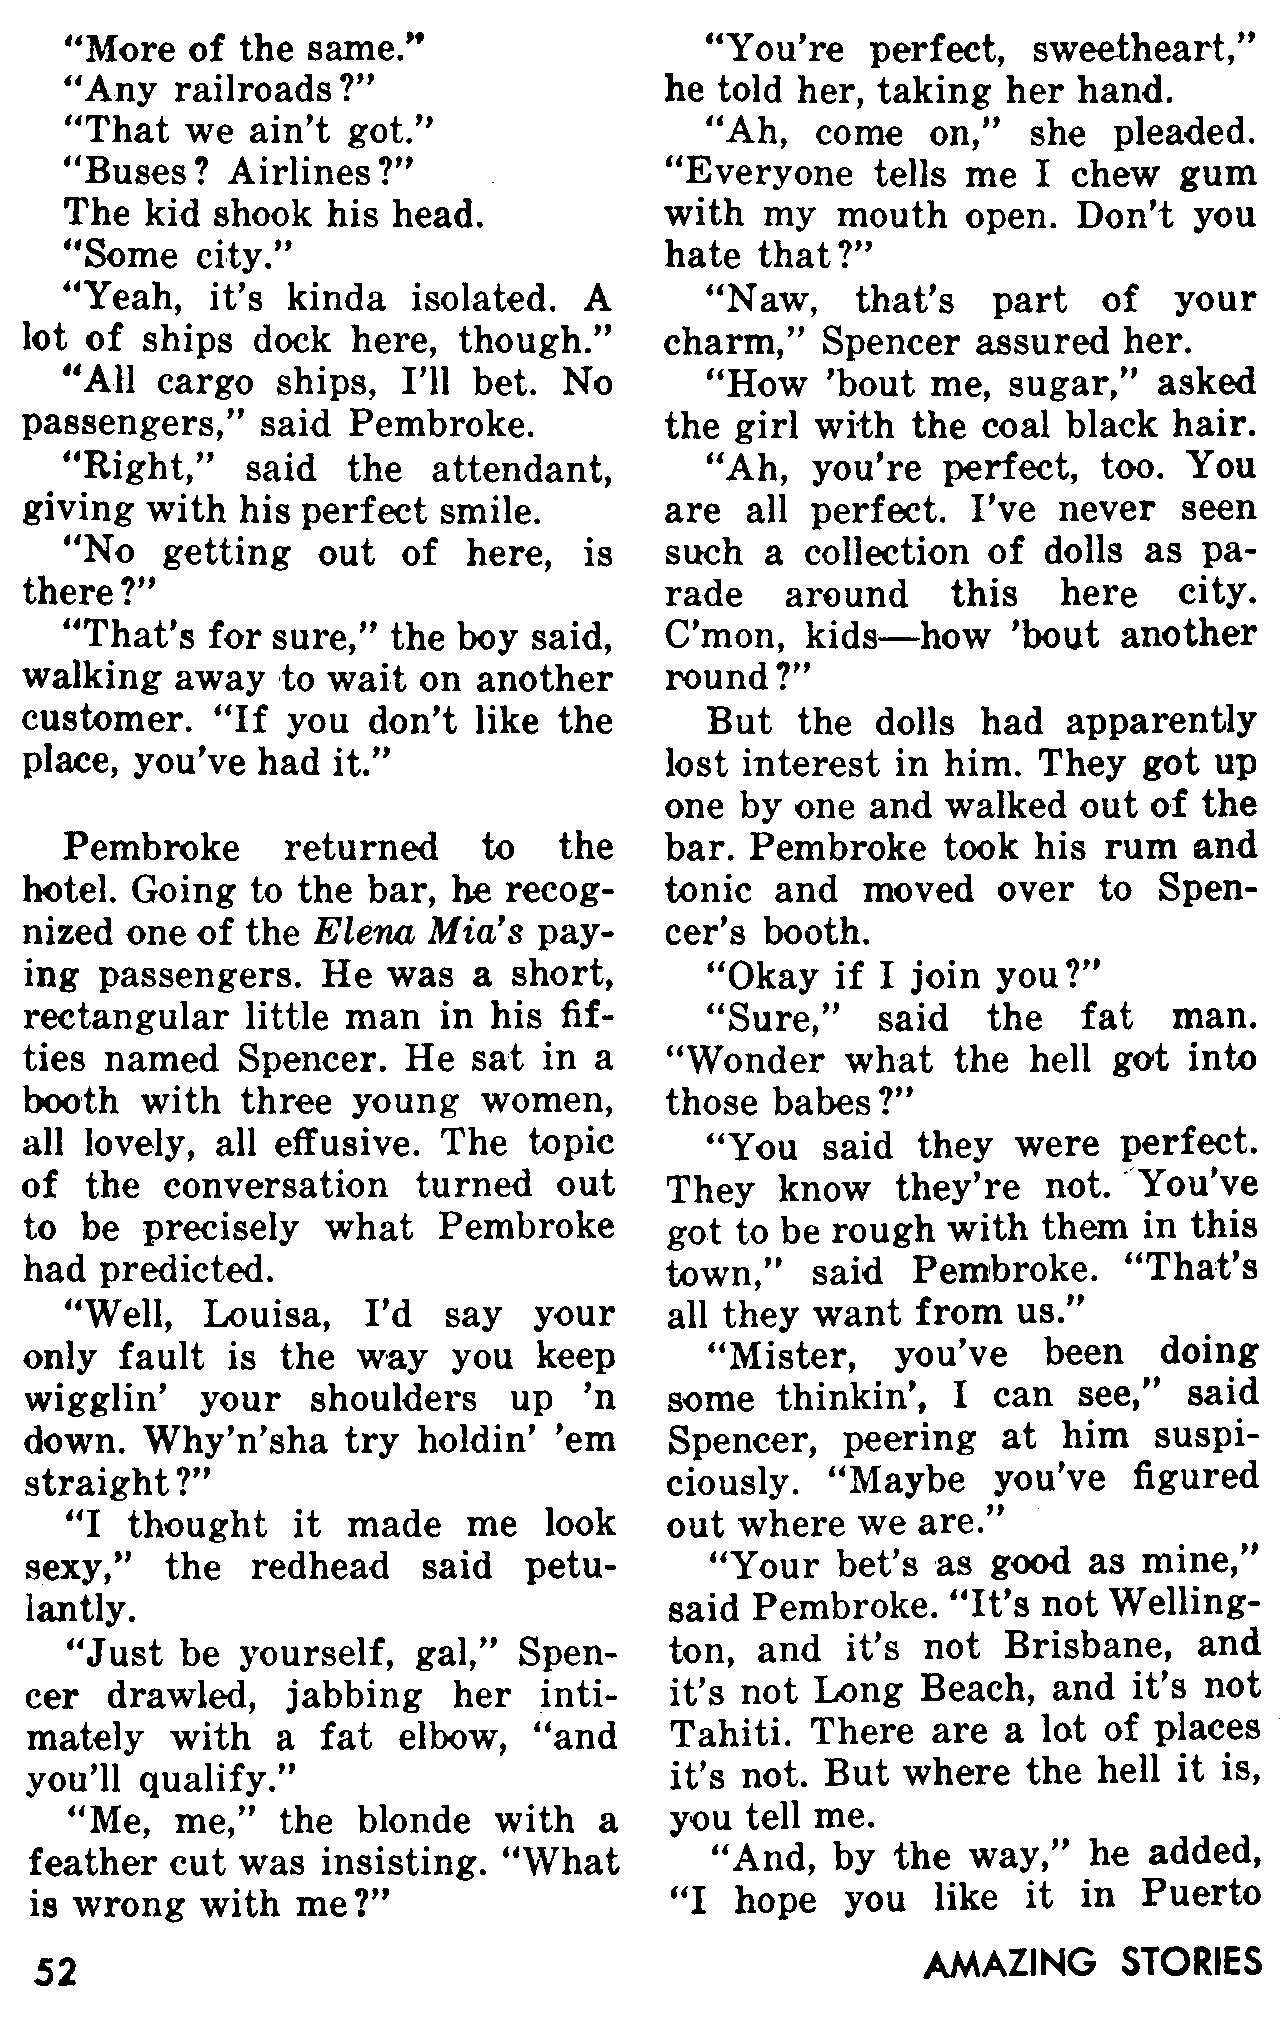 “More of the same.”
“Any railroads?”
“That we ain't got.”
“Buses? Airlines?”
The kid shook his head.
“Some city.”
“Yeah, it's kinda isolated. A
lot of ships dock here, though.”
“All cargo ships, I'll bet. No
passengers,” said Pembroke.
“Right,” said the attendant,
giving with his perfect smile.
“No getting out of here, is
there?”
“That's for sure,” the boy said,
walking away to wait on another
customer. “If you don't like the
place, you've had it.”
Pembroke returned to the
hotel. Going to the bar, he recog-
nized one of the Elena Mia's pay-
ing passengers. He was a short,
rectangular little man in his fif-
ties named Spencer. He sat in a
booth with three young women,
all lovely, all effusive. The topic
of the conversation turned out
to be precisely what Pembroke
had predicted.
“Well, Louisa, I'd say your
only fault is the way you keep
wigglin' your shoulders up 'n
down. Why'n'sha try holdin' 'em
straight?”
“I thought it made me look
sexy,” the redhead said petu-
lantly.
“Just be yourself, gal,” Spen-
cer drawled, jabbing her inti-
mately with a fat elbow, “and
you'll qualify.”
“Me, me,” the blonde with a
feather cut was insisting. “What
is wrong with me?”
“You're perfect, sweetheart,”
he told her, taking her hand.
“Ah, come on,” she pleaded.
“Everyone tells me I chew gum
with my mouth open. Don't you
hate that?”
“Naw, that's part of your
charm,” Spencer assured her.
“How 'bout me, sugar,” asked
the girl with the coal black hair.
“Ah, you're perfect, too. You
are all perfect. I've never seen
such a collection of dolls as pa-
rade around this here city.
C'mon, kids—how 'bout another
round?”
But the dolls had apparently
lost interest in him. They got up
one by one and walked out of the
bar. Pembroke took his rum and
tonic and moved over to Spen-
cer's booth.
“Okay if I join you?”
“Sure,” said the fat man.
“Wonder what the hell got into
those babes?”
“You said they were perfect.
They know they're not. You've
got to be rough with them in this
town,” said Pembroke. “That's
all they want from us.”
“Mister, you've been doing
some thinkin', I can see,” said
Spencer, peering at him suspi-
ciously. “Maybe you've figured
out where we are.”
“Your bet's as good as mine,”
said Pembroke. “It's not Welling-
ton, and it's not Brisbane, and
it's not Long Beach, and it's not
Tahiti. There are a lot of places
it's not. But where the hell it is,
you tell me.
“And, by the way,” he added,
“I hope you like it in Puerto
52
AMAZING STORIES